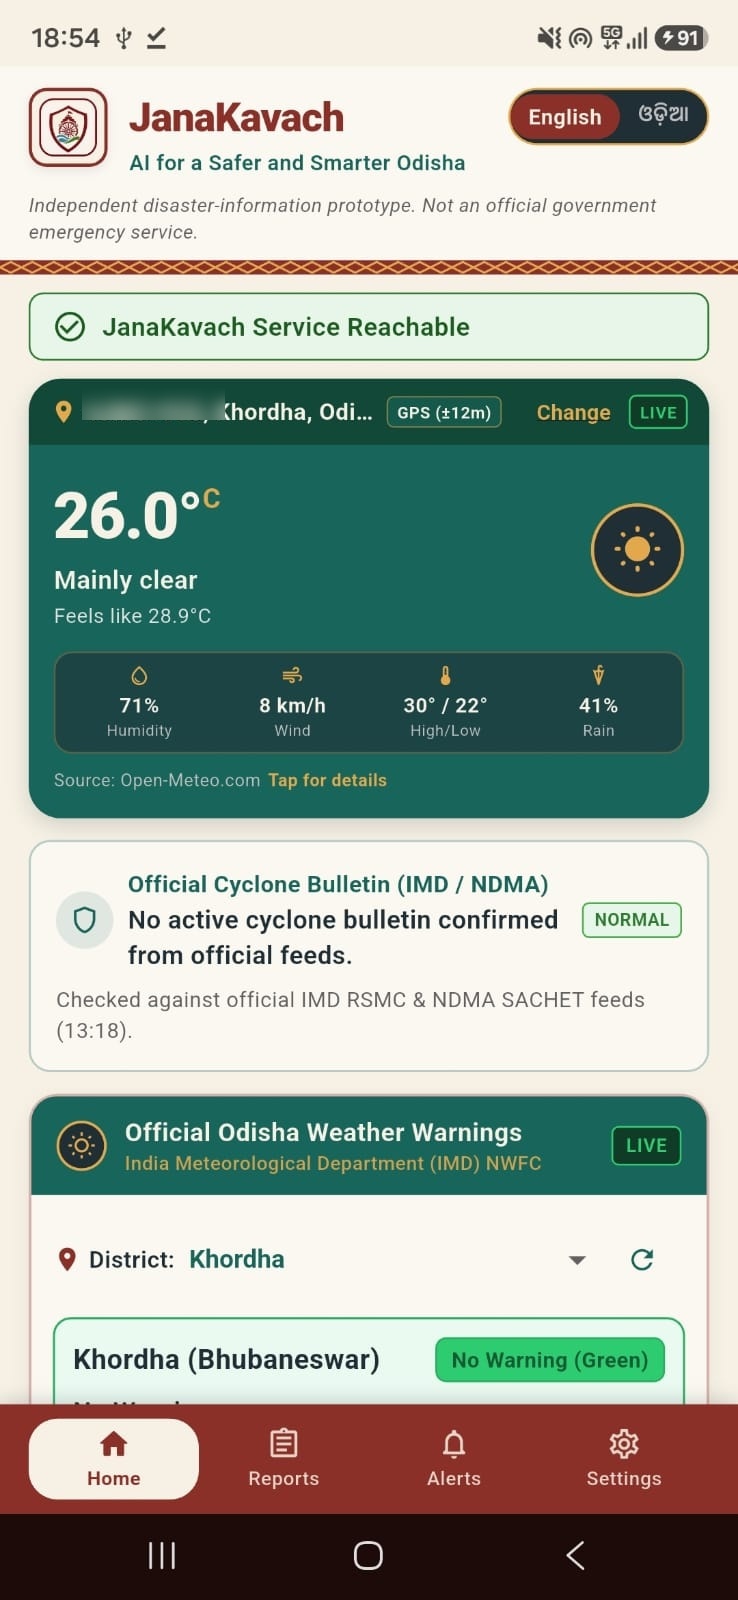 18:54
5G
91
JanaKavach
AI for a Safer and Smarter Odisha
English
ଓଡ଼ିଆ
Independent disaster-information prototype. Not an official government
emergency service.
JanaKavach Service Reachable
Khordha, Odi...
GPS (±12m)
Change
LIVE
26.0°C
Mainly clear
Feels like 28.9°C
71%
8 km/h
30° / 22°
41%
Humidity
Wind
High/Low
Rain
Source: Open-Meteo.com Tap for details
Official Cyclone Bulletin (IMD / NDMA)
No active cyclone bulletin confirmed
from official feeds.
NORMAL
Checked against official IMD RSMC & NDMA SACHET feeds
(13:18).
Official Odisha Weather Warnings
India Meteorological Department (IMD) NWFC
LIVE
District: Khordha
Khordha (Bhubaneswar)
No Warning (Green)
Home
Reports
Alerts
Settings